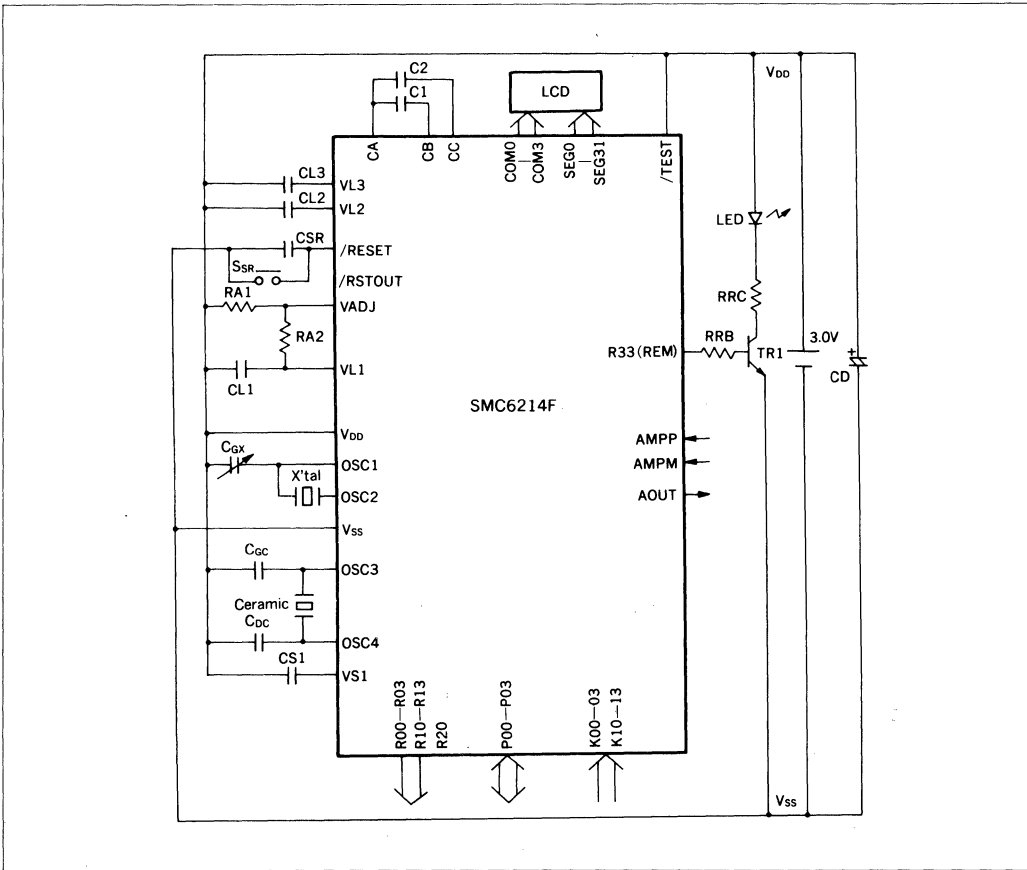 C2
C1
LCD
VDD
CA
CB
CC
COM0—COM3
SEG0—SEG31
/TEST
CL3
VL3
CL2
VL2
CSR
/RESET
SSR
/RSTOUT
RA1
VADJ
RA2
VL1
CL1
LED
RRC
RRB
TR1
3.0V
CD
R33(REM)
SMC6214F
VDD
CGX
OSC1
X'tal
OSC2
VSS
AMPP
AMPM
AOUT
CGC
OSC3
Ceramic
CDC
OSC4
CS1
VS1
R00—R03
R10—R13
R20
P00—P03
K00—03
K10—13
VSS